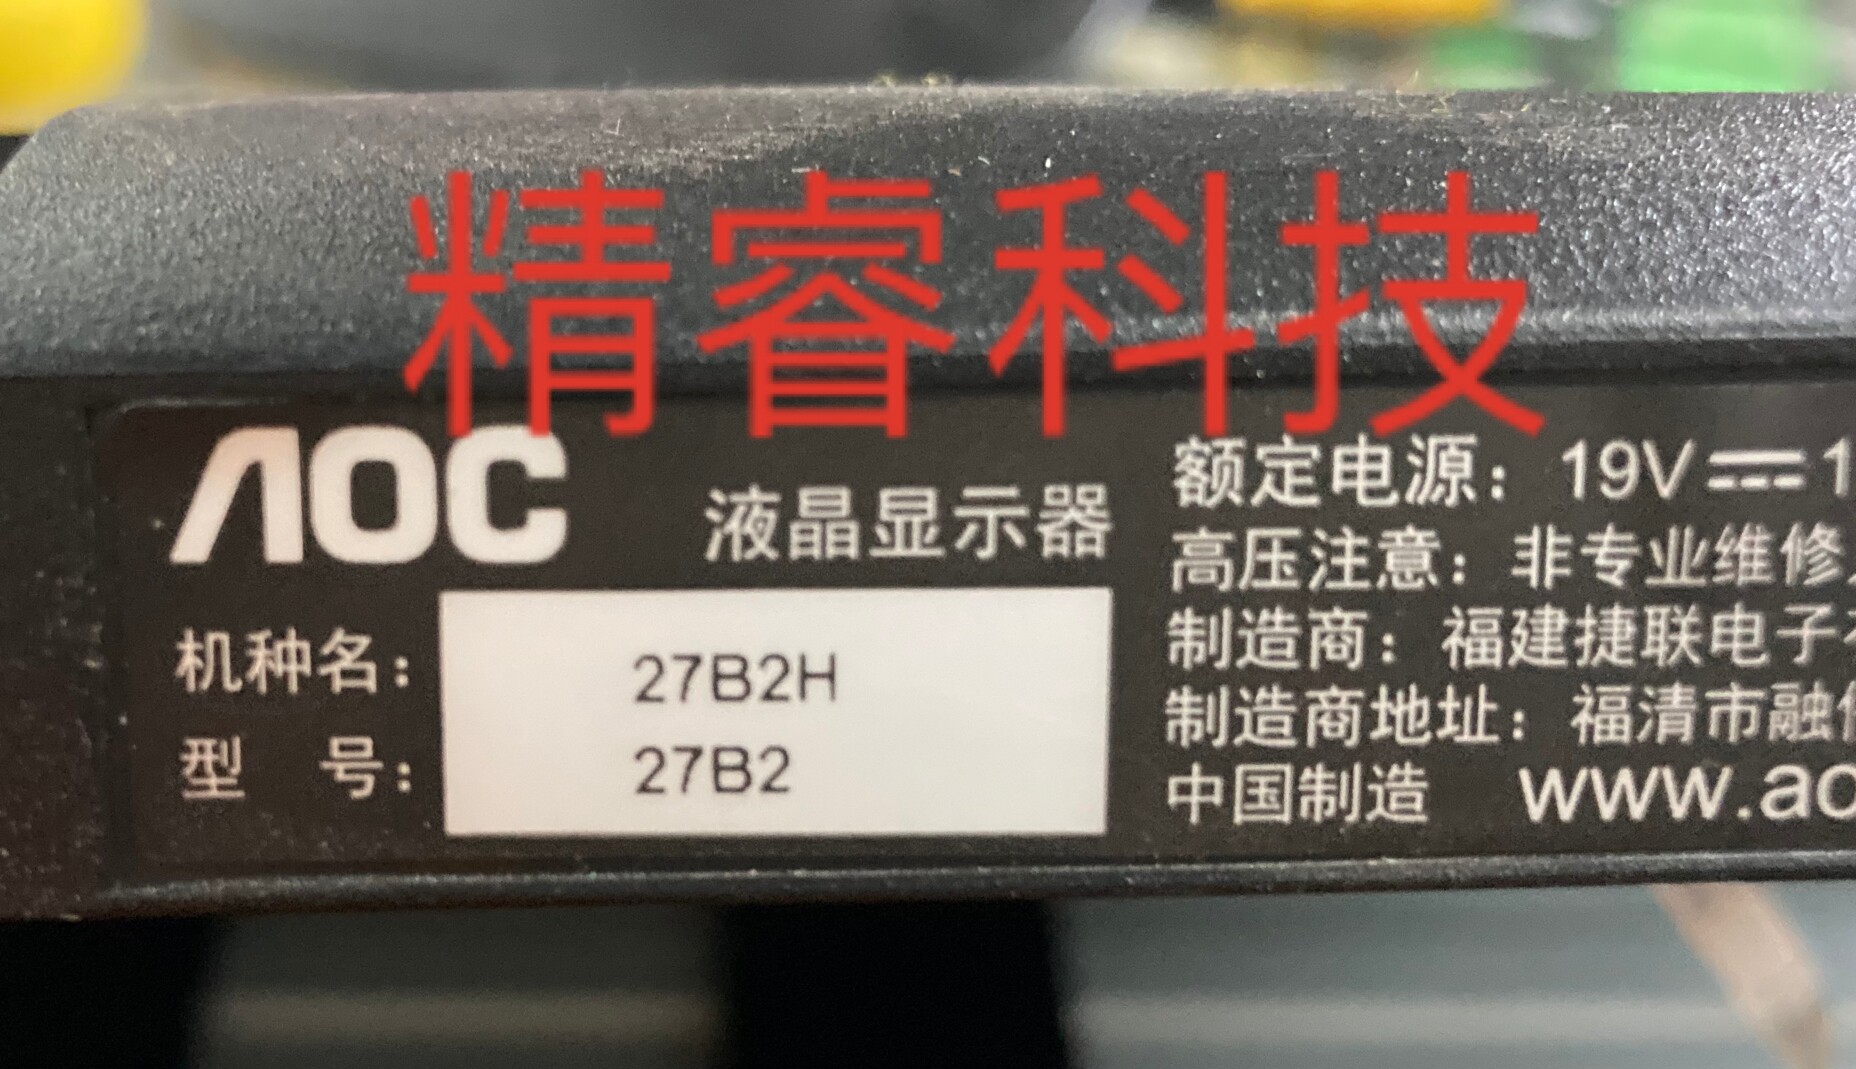 精睿科技
AOC 液晶显示器
机种名： 27B2H
型 号： 27B2
额定电源：19V⎓1
高压注意：非专业维修
制造商：福建捷联电子
制造商地址：福清市融
中国制造 www.ao